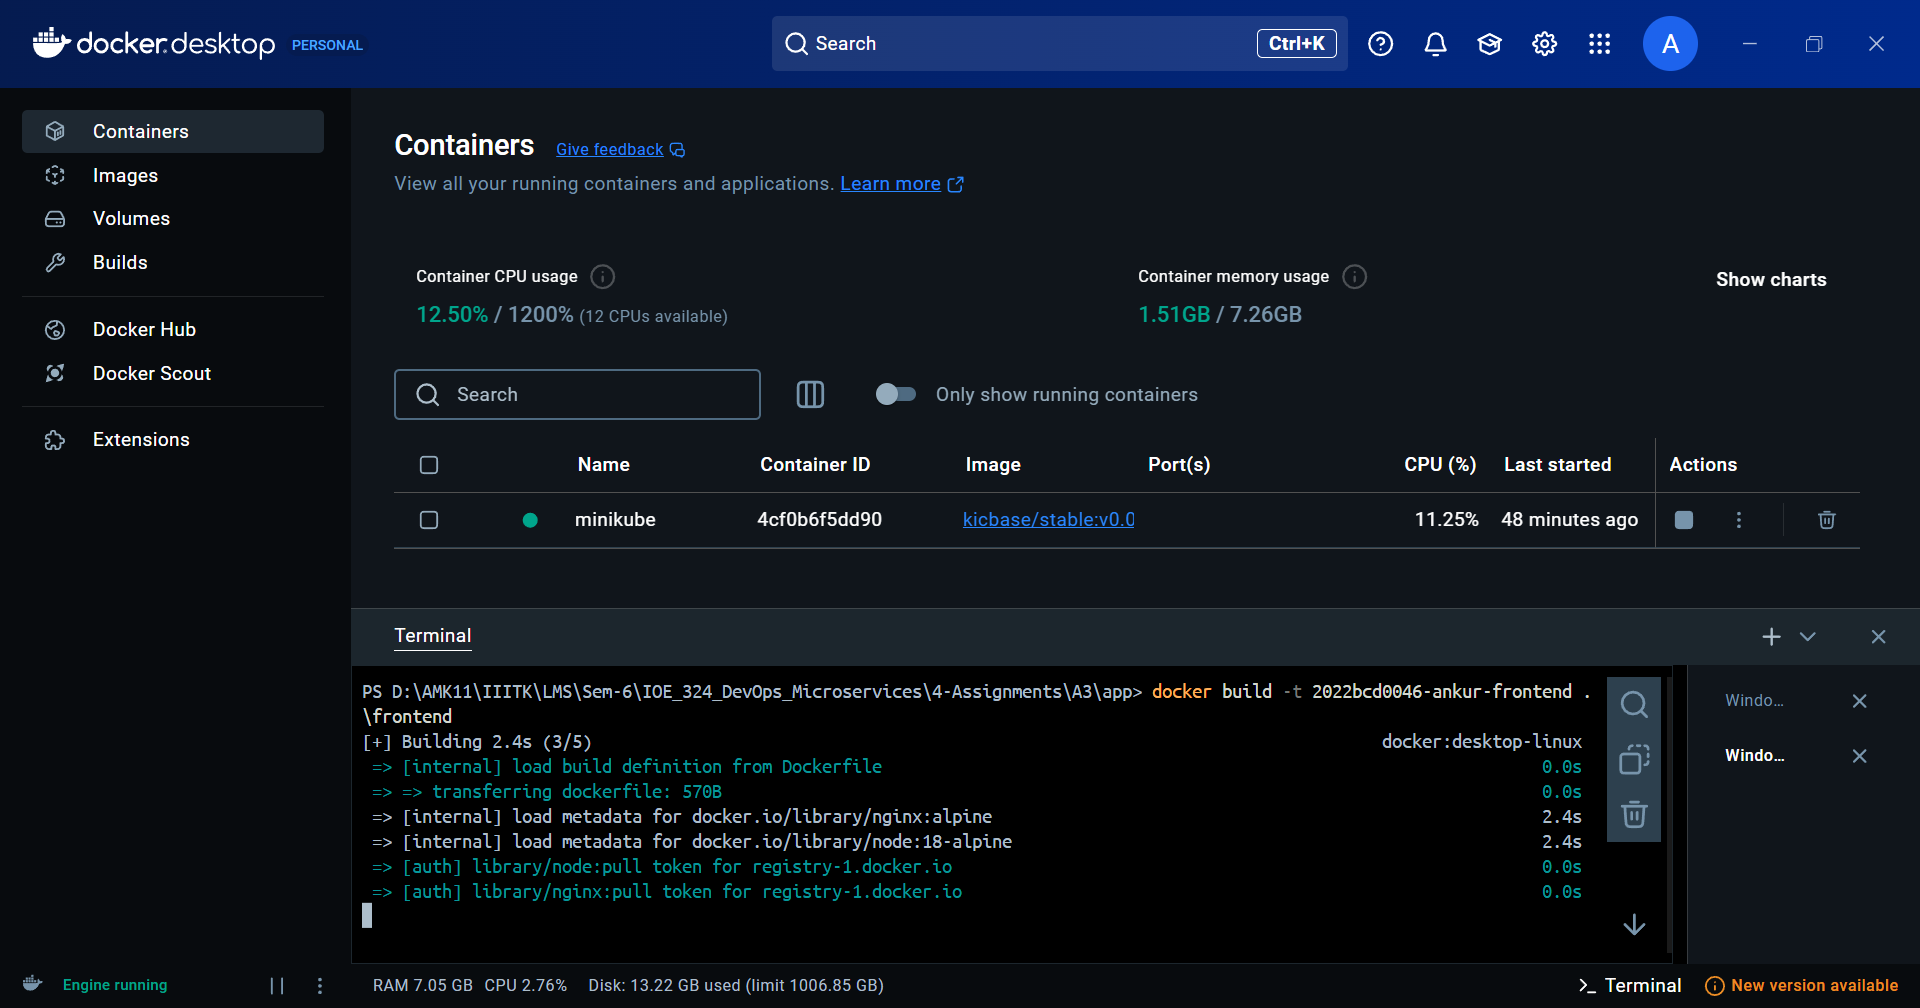 docker.desktop PERSONAL
Search
Ctrl+K
A
Containers
Images
Volumes
Builds
Docker Hub
Docker Scout
Extensions
Containers Give feedback
View all your running containers and applications. Learn more
Container CPU usage
12.50% / 1200% (12 CPUs available)
Container memory usage
1.51GB / 7.26GB
Show charts
Search
Only show running containers
Name Container ID Image Port(s) CPU (%) Last started Actions
minikube 4cf0b6f5dd90 kicbase/stable:v0.0 11.25% 48 minutes ago
Terminal
PS D:\AMK11\IIITK\LMS\Sem-6\IOE_324_DevOps_Microservices\4-Assignments\A3\app> docker build -t 2022bcd0046-ankur-frontend .
\frontend
[+] Building 2.4s (3/5) docker:desktop-linux
=> [internal] load build definition from Dockerfile 0.0s
=> => transferring dockerfile: 570B 0.0s
=> [internal] load metadata for docker.io/library/nginx:alpine 2.4s
=> [internal] load metadata for docker.io/library/node:18-alpine 2.4s
=> [auth] library/node:pull token for registry-1.docker.io 0.0s
=> [auth] library/nginx:pull token for registry-1.docker.io 0.0s
Windo...
Windo...
Engine running
RAM 7.05 GB CPU 2.76% Disk: 13.22 GB used (limit 1006.85 GB)
>_ Terminal
New version available